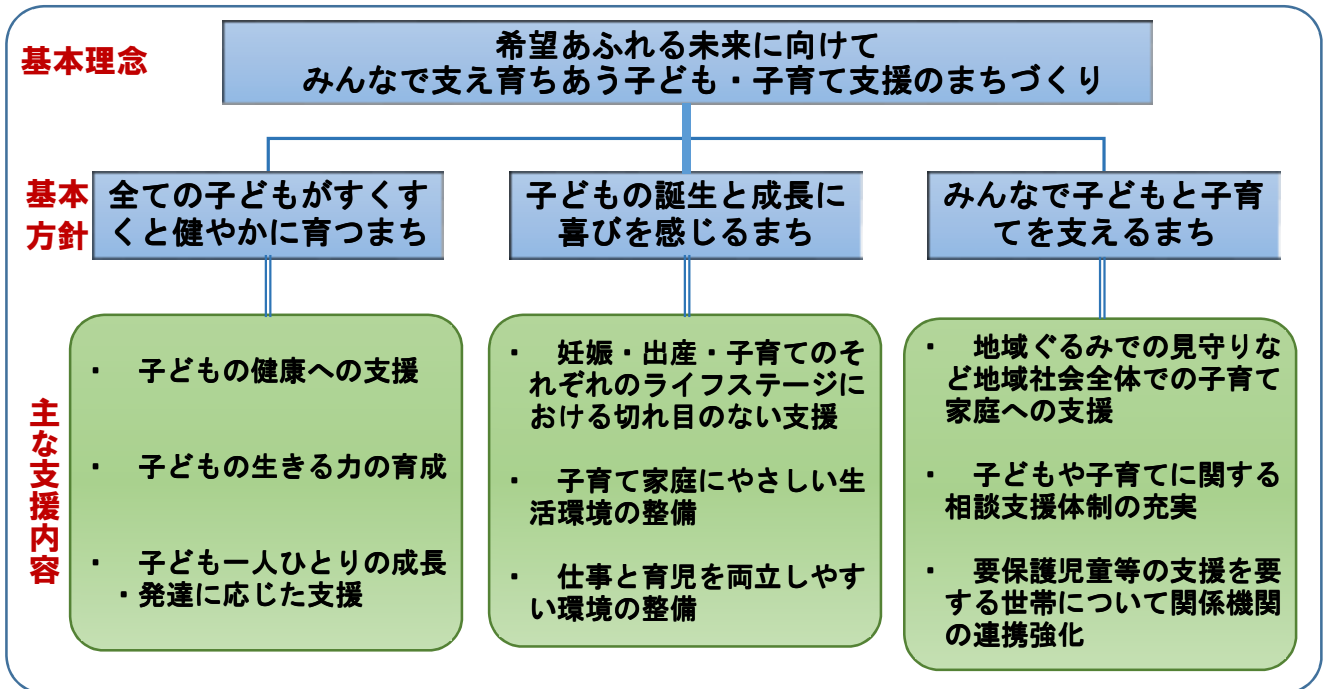 基本理念
希望あふれる未来に向けて
みんなで支え育ちあう子ども・子育て支援のまちづくり
基本
方針
全ての子どもがすくす
くと健やかに育つまち
子どもの誕生と成長に
喜びを感じるまち
みんなで子どもと子育
てを支えるまち
主な支援内容
・　子どもの健康への支援
・　子どもの生きる力の育成
・　子ども一人ひとりの成長
・発達に応じた支援
・　妊娠・出産・子育てのそ
れぞれのライフステージに
おける切れ目のない支援
・　子育て家庭にやさしい生
活環境の整備
・　仕事と育児を両立しやす
い環境の整備
・　地域ぐるみでの見守りな
ど地域社会全体での子育て
家庭への支援
・　子どもや子育てに関する
相談支援体制の充実
・　要保護児童等の支援を要
する世帯について関係機関
の連携強化